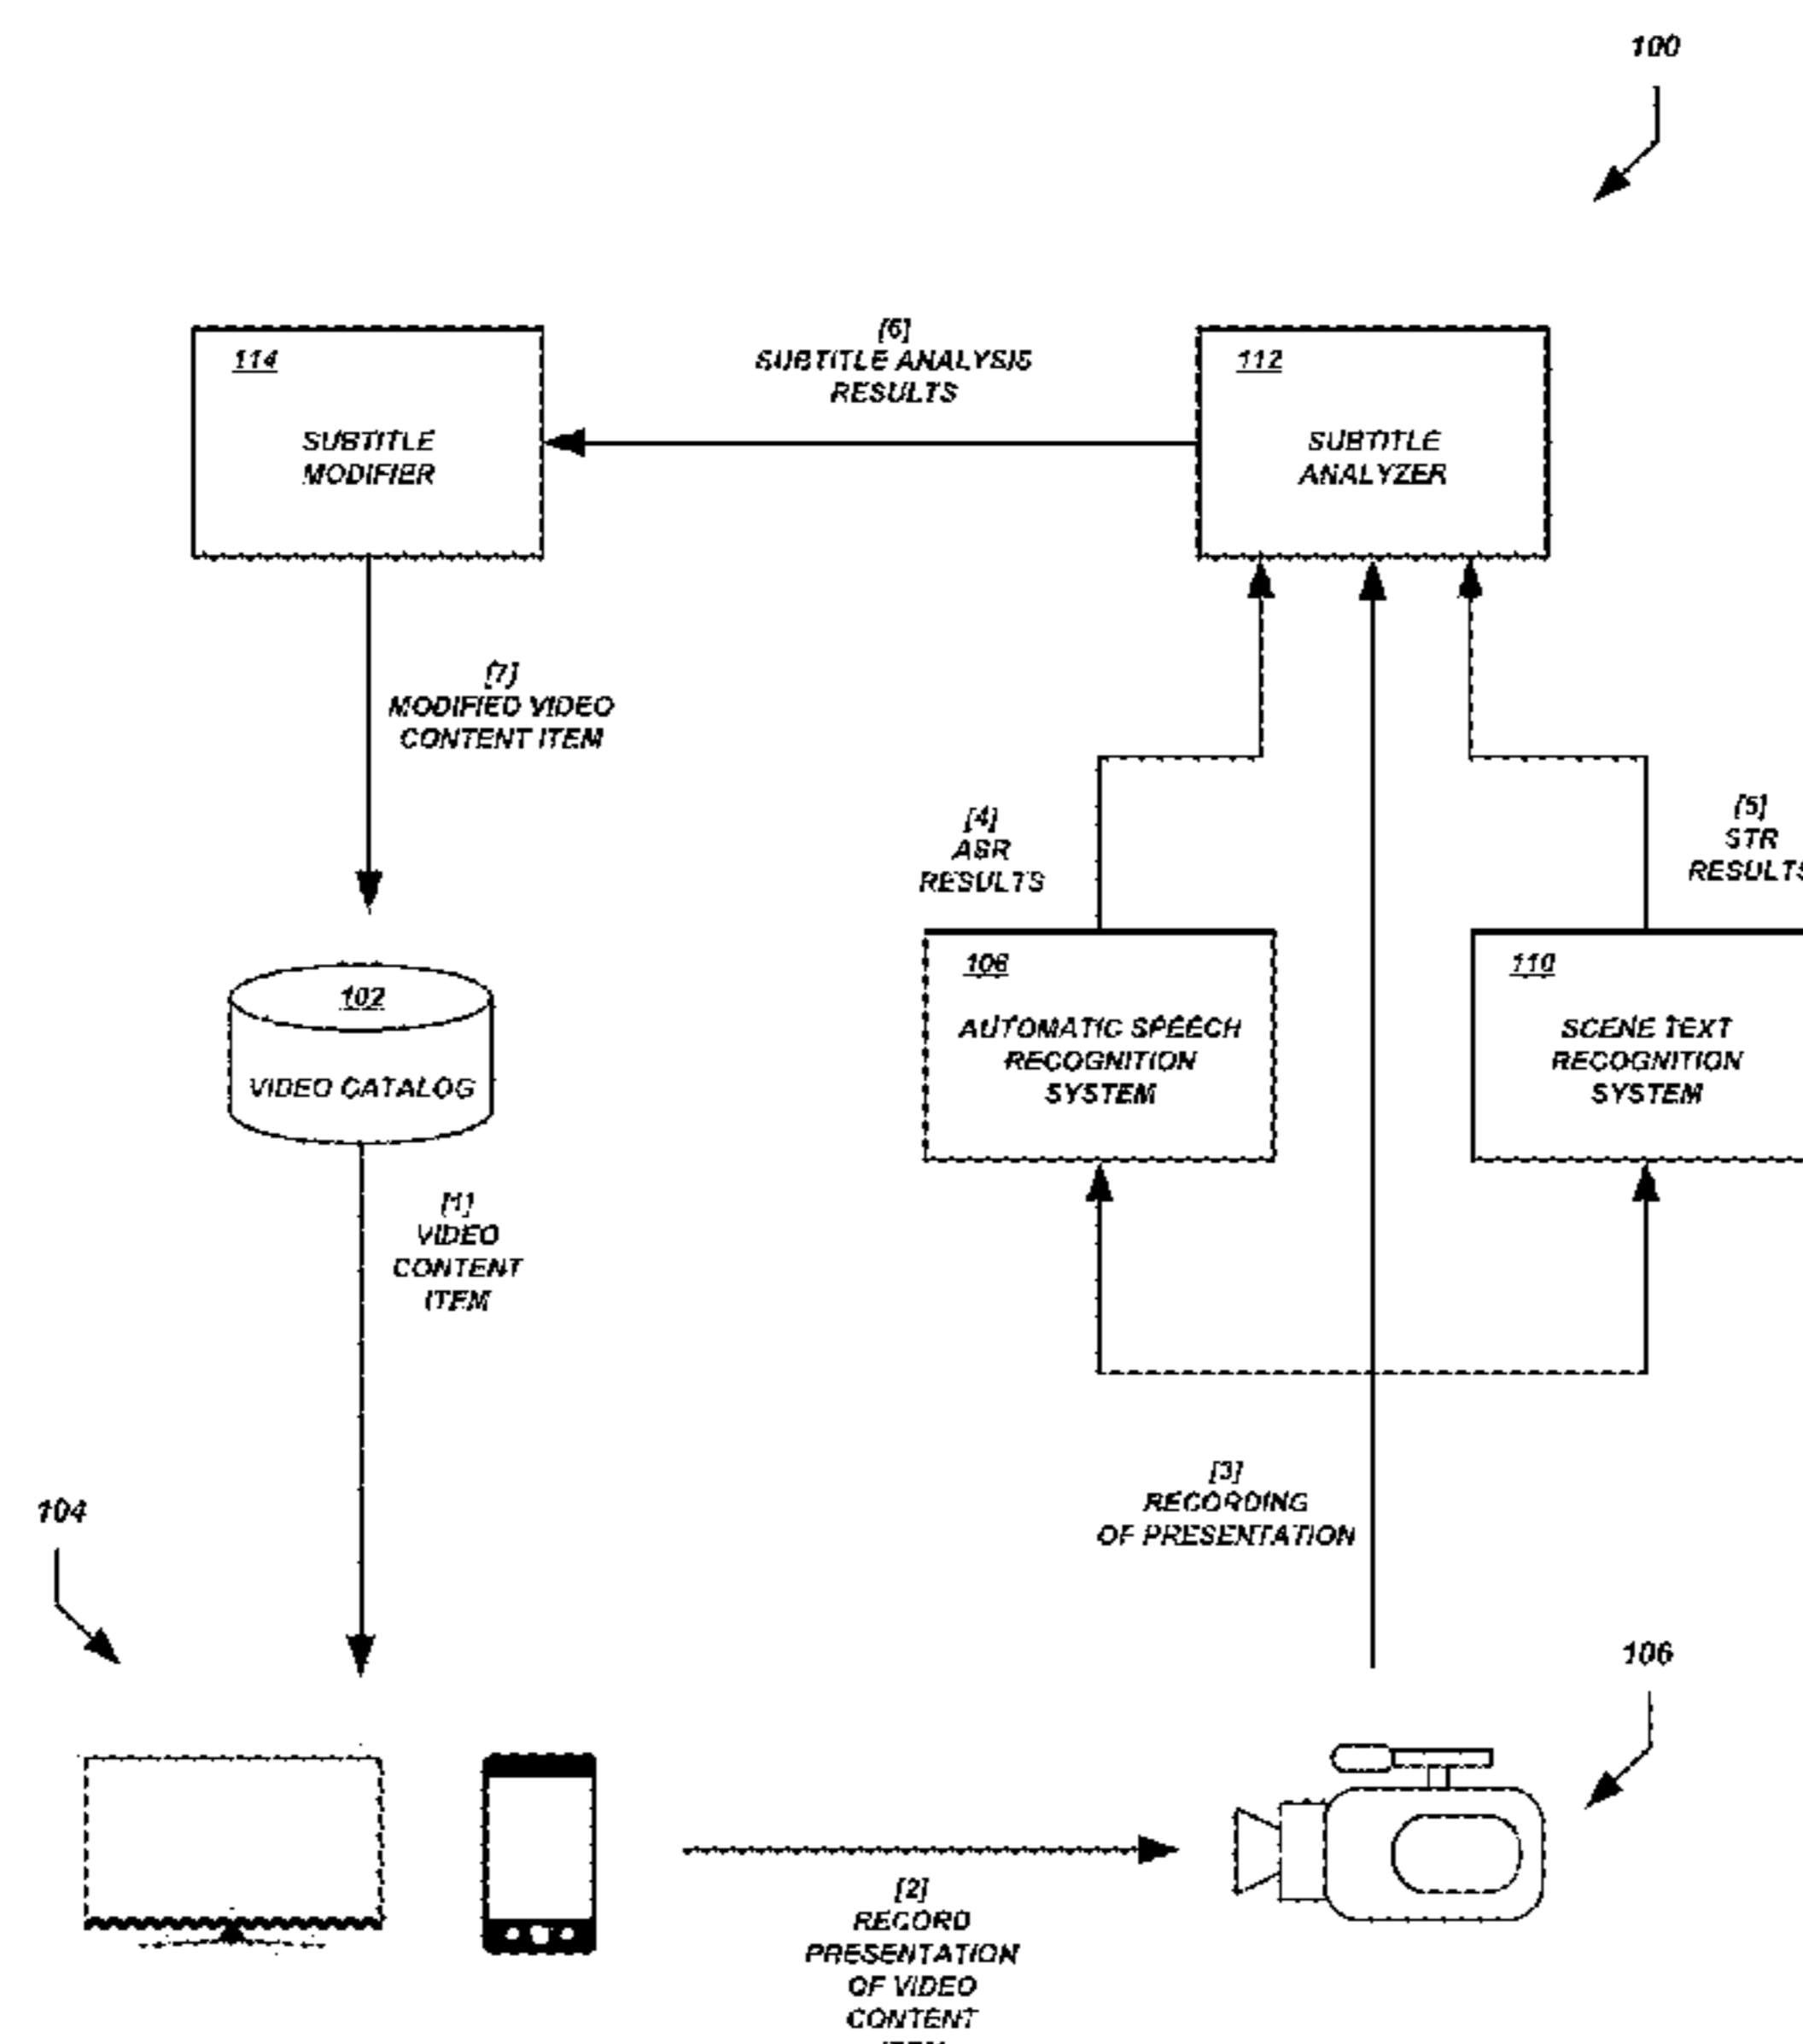 100
114
SUBTITLE
MODIFIER
[6]
SUBTITLE ANALYSIS
RESULTS
112
SUBTITLE
ANALYZER
[7]
MODIFIED VIDEO
CONTENT ITEM
[4]
ASR
RESULTS
[5]
STR
RESULTS
102
VIDEO CATALOG
106
AUTOMATIC SPEECH
RECOGNITION
SYSTEM
110
SCENE TEXT
RECOGNITION
SYSTEM
[1]
VIDEO
CONTENT
ITEM
[3]
RECORDING
OF PRESENTATION
104
106
[2]
RECORD
PRESENTATION
OF VIDEO
CONTENT